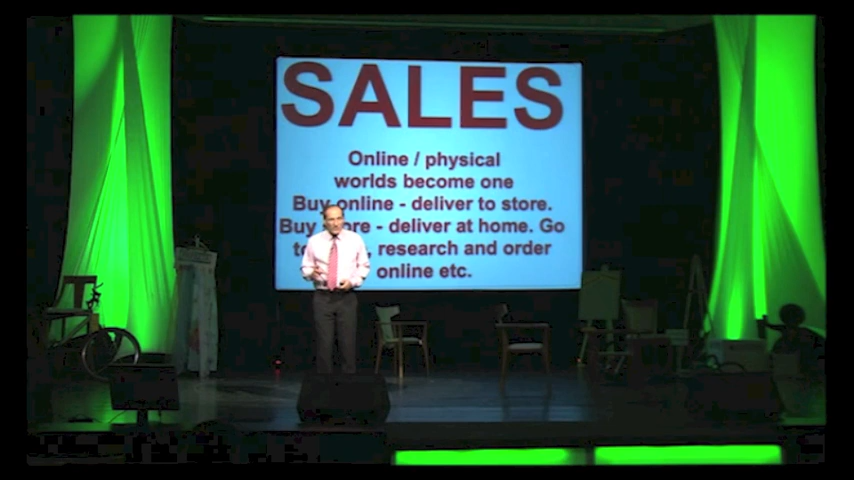 SALES
Online / physical
worlds become one
Buy online - deliver to store.
Buy - deliver at home. Go
research and order
online etc.